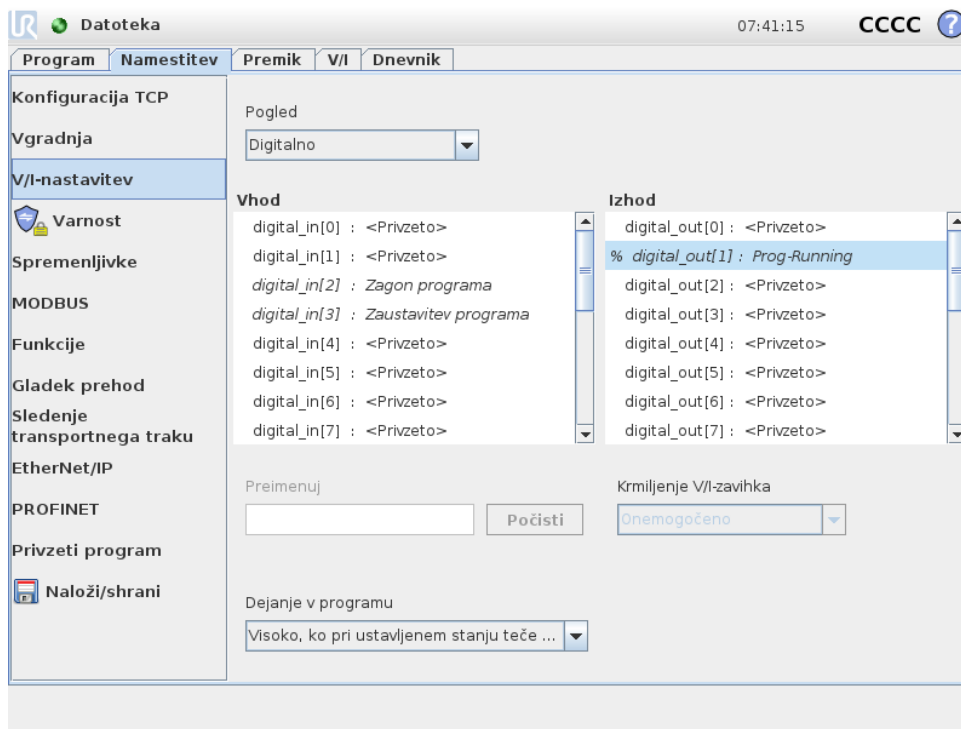 UR Datoteka 07:41:15 CCCC ?
Program Namestitev Premik V/I Dnevnik
Konfiguracija TCP
Vgradnja
V/I-nastavitev
Varnost
Spremenljivke
MODBUS
Funkcije
Gladek prehod
Sledenje
transportnega traku
EtherNet/IP
PROFINET
Privzeti program
Naloži/shrani
Pogled
Digitalno
Vhod
digital_in[0] : <Privzeto>
digital_in[1] : <Privzeto>
digital_in[2] : Zagon programa
digital_in[3] : Zaustavitev programa
digital_in[4] : <Privzeto>
digital_in[5] : <Privzeto>
digital_in[6] : <Privzeto>
digital_in[7] : <Privzeto>
Izhod
digital_out[0] : <Privzeto>
% digital_out[1] : Prog-Running
digital_out[2] : <Privzeto>
digital_out[3] : <Privzeto>
digital_out[4] : <Privzeto>
digital_out[5] : <Privzeto>
digital_out[6] : <Privzeto>
digital_out[7] : <Privzeto>
Preimenuj
Počisti
Krmiljenje V/I-zavihka
Onemogočeno
Dejanje v programu
Visoko, ko pri ustavljenem stanju teče ...